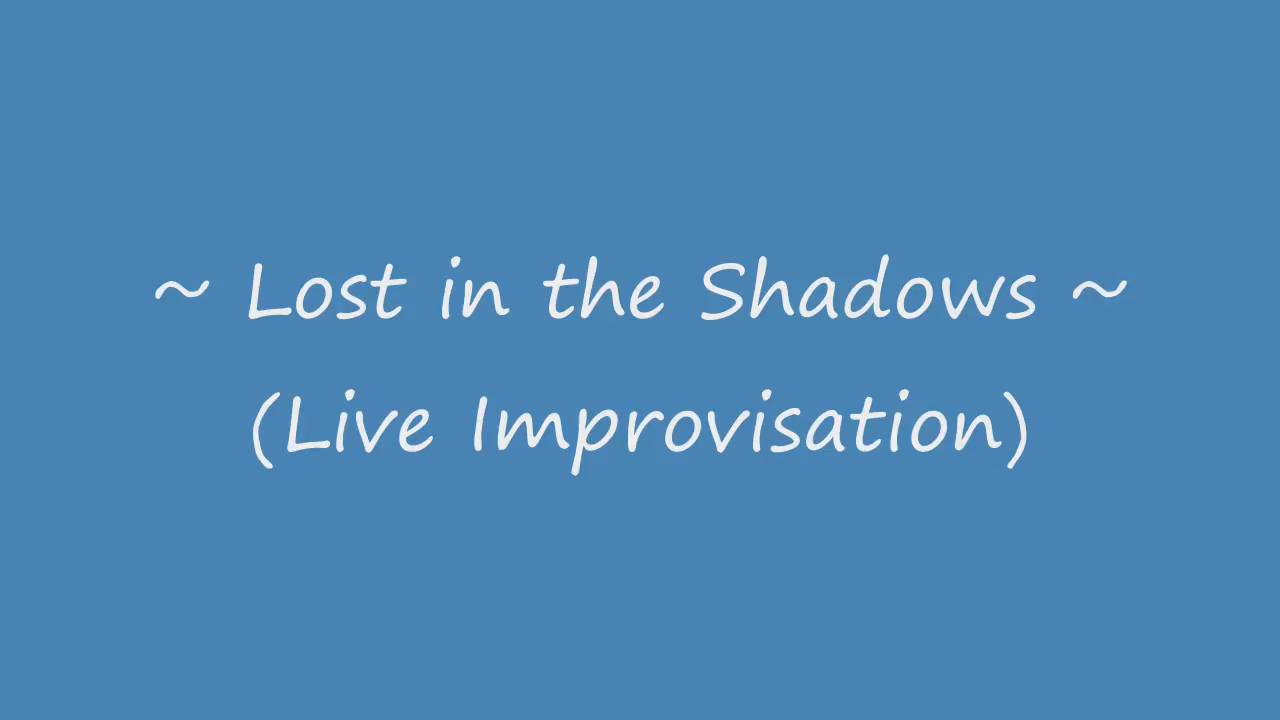 ~ Lost in the Shadows ~
(Live Improvisation)